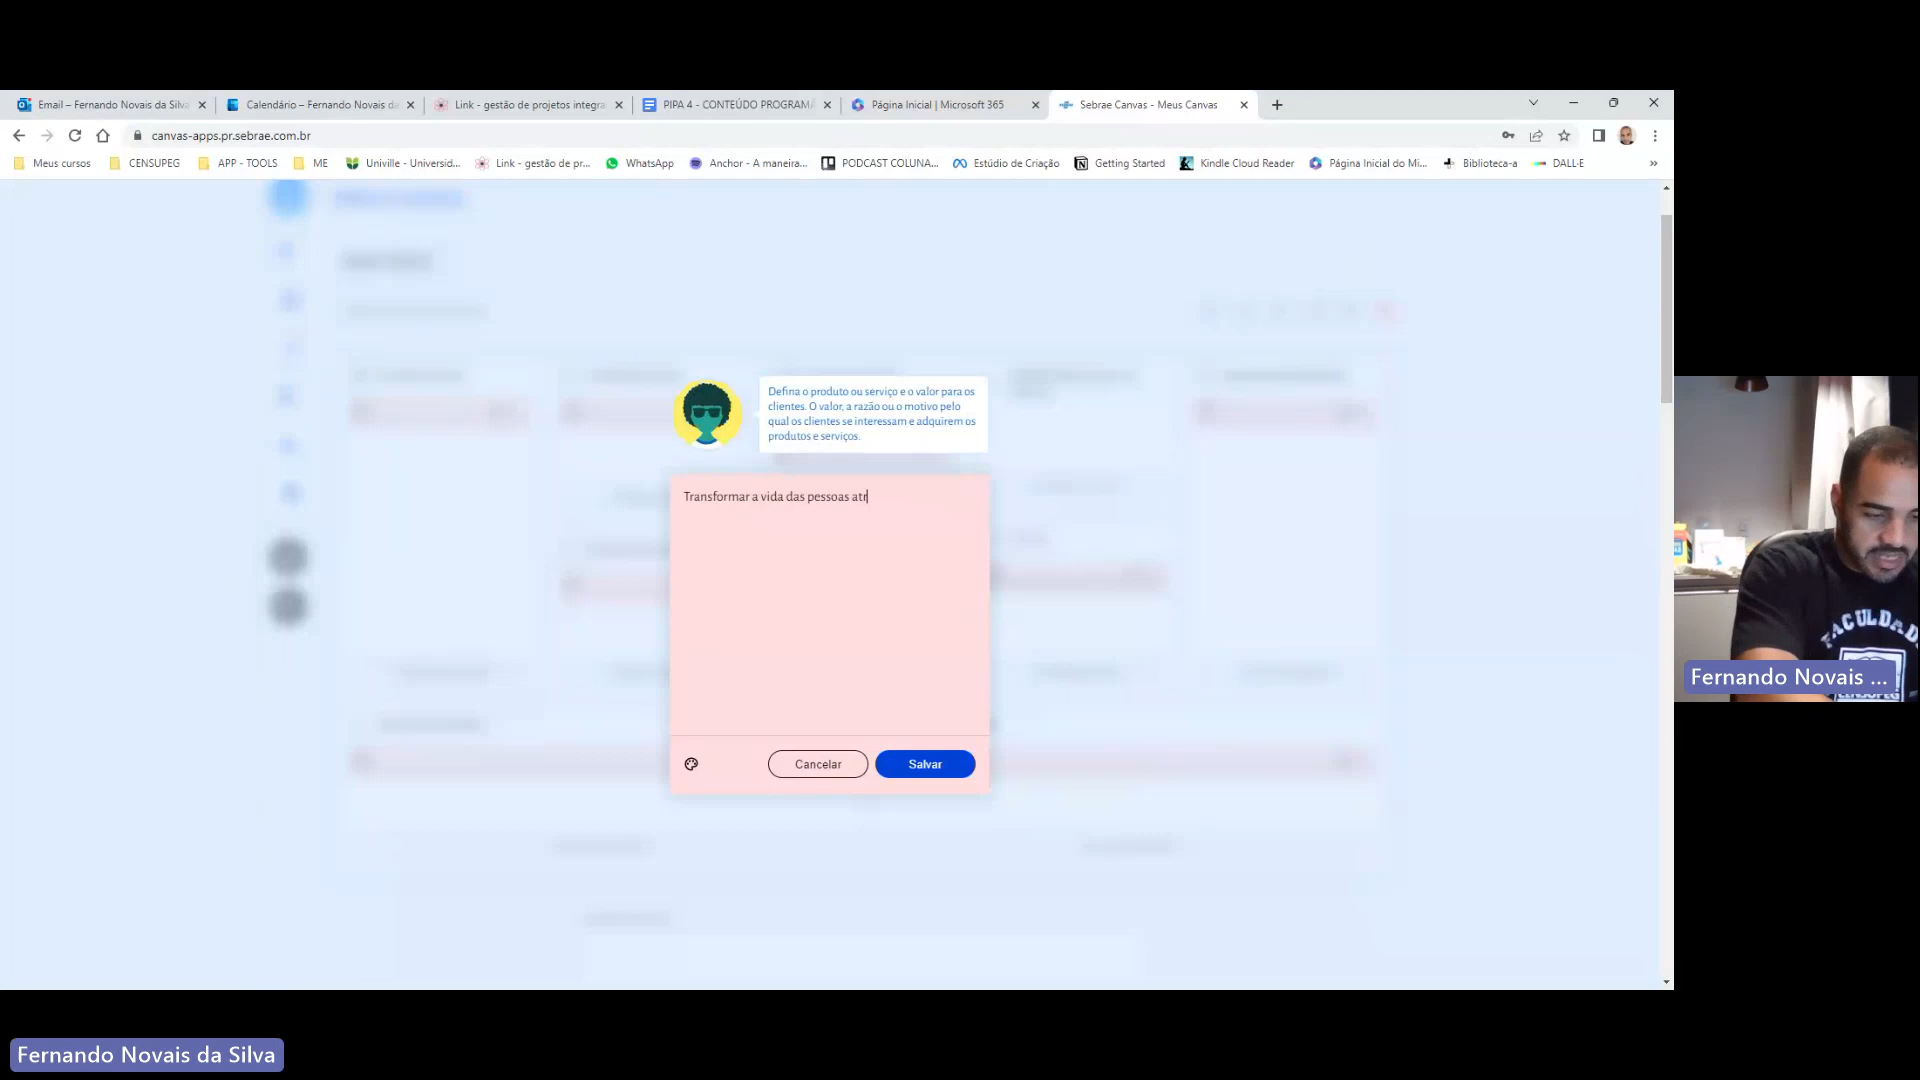 Email – Fernando Novais da Silva
Calendário – Fernando Novais da
Link - gestão de projetos integra
PIPA 4 - CONTEÚDO PROGRAMÁ
Página Inicial | Microsoft 365
Sebrae Canvas - Meus Canvas
canvas-apps.pr.sebrae.com.br
Meus cursos
CENSUPEG
APP - TOOLS
ME
Univille - Universid...
Link - gestão de pr...
WhatsApp
Anchor - A maneira...
PODCAST COLUNA...
Estúdio de Criação
Getting Started
Kindle Cloud Reader
Página Inicial do Mi...
Biblioteca-a
DALL·E
Defina o produto ou serviço e o valor para os
clientes. O valor, a razão ou o motivo pelo
qual os clientes se interessam e adquirem os
produtos e serviços.
Transformar a vida das pessoas atr
Cancelar
Salvar
Fernando Novais ...
Fernando Novais da Silva